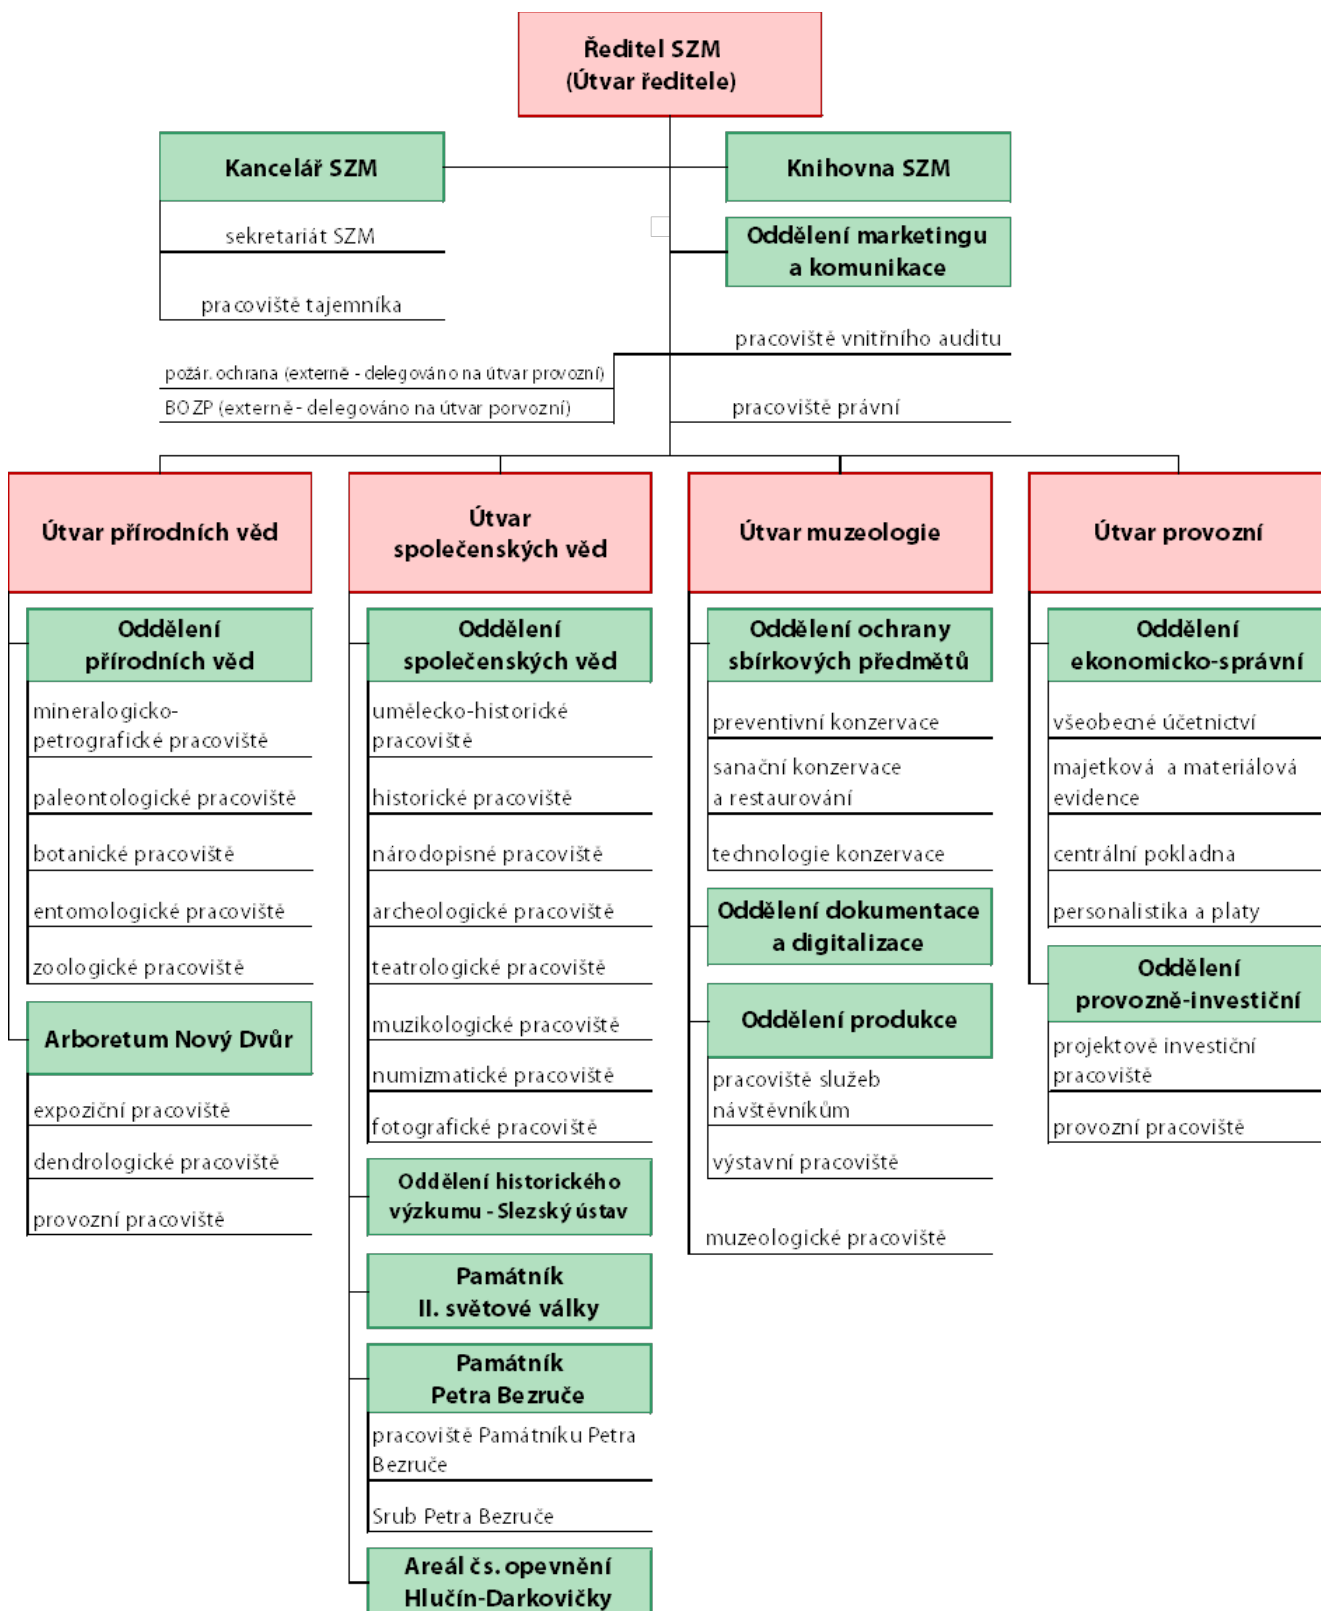 Ředitel SZM
(Útvar ředitele)
Kancelář SZM
Knihovna SZM
sekretariát SZM
Oddělení marketingu
a komunikace
pracoviště tajemníka
pracoviště vnitřního auditu
požár. ochrana (externě - delegováno na útvar provozní)
BOZP (externě - delegováno na útvar porvozní)
pracoviště právní
Útvar přírodních věd
Oddělení
přírodních věd
mineralogicko-
petrografické pracoviště
paleontologické pracoviště
botanické pracoviště
entomologické pracoviště
zoologické pracoviště
Arboretum Nový Dvůr
expoziční pracoviště
dendrologické pracoviště
provozní pracoviště
Útvar
společenských věd
Oddělení
společenských věd
umělecko-historické
pracoviště
historické pracoviště
národopisné pracoviště
archeologické pracoviště
teatrologické pracoviště
muzikologické pracoviště
numizmatické pracoviště
fotografické pracoviště
Oddělení historického
výzkumu - Slezský ústav
Památník
II. světové války
Památník
Petra Bezruče
pracoviště Památníku Petra
Bezruče
Srub Petra Bezruče
Areál čs. opevnění
Hlučín-Darkovičky
Útvar muzeologie
Oddělení ochrany
sbírkových předmětů
preventivní konzervace
sanační konzervace
a restaurování
technologie konzervace
Oddělení dokumentace
a digitalizace
Oddělení produkce
pracoviště služeb
návštěvníkům
výstavní pracoviště
muzeologické pracoviště
Útvar provozní
Oddělení
ekonomicko-správní
všeobecné účetnictví
majetková a materiálová
evidence
centrální pokladna
personalistika a platy
Oddělení
provozně-investiční
projektově investiční
pracoviště
provozní pracoviště